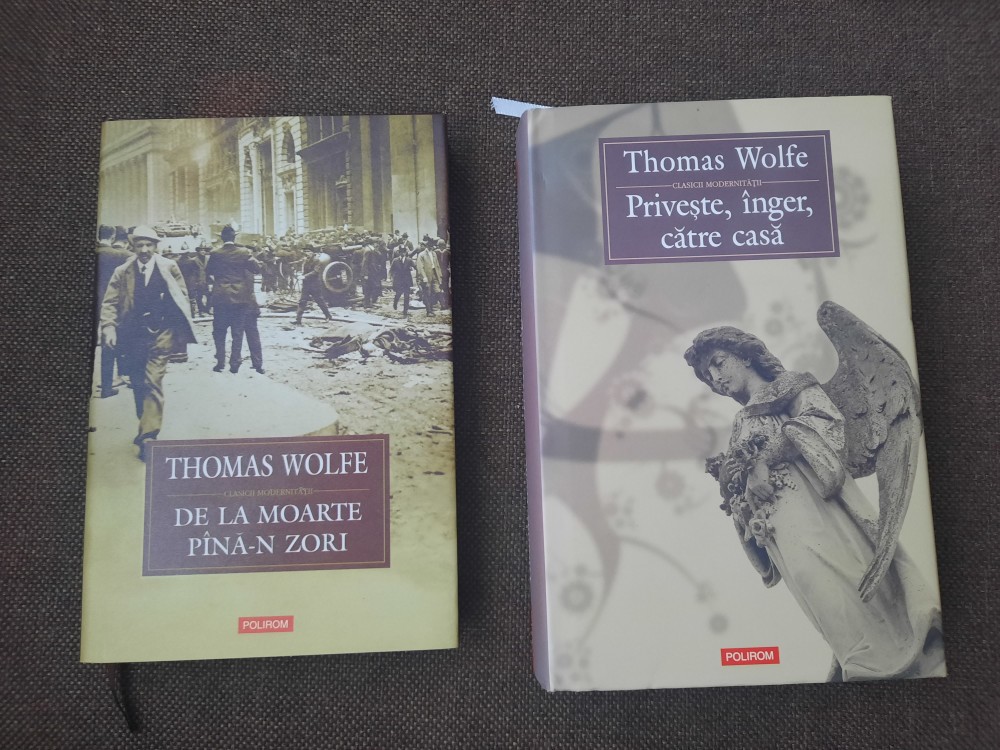 THOMAS WOLFE
CLASICII MODERNITĂȚII
DE LA MOARTE
PÎNĂ-N ZORI
POLIROM
Thomas Wolfe
CLASICII MODERNITĂȚII
Privește, înger,
către casă
POLIROM